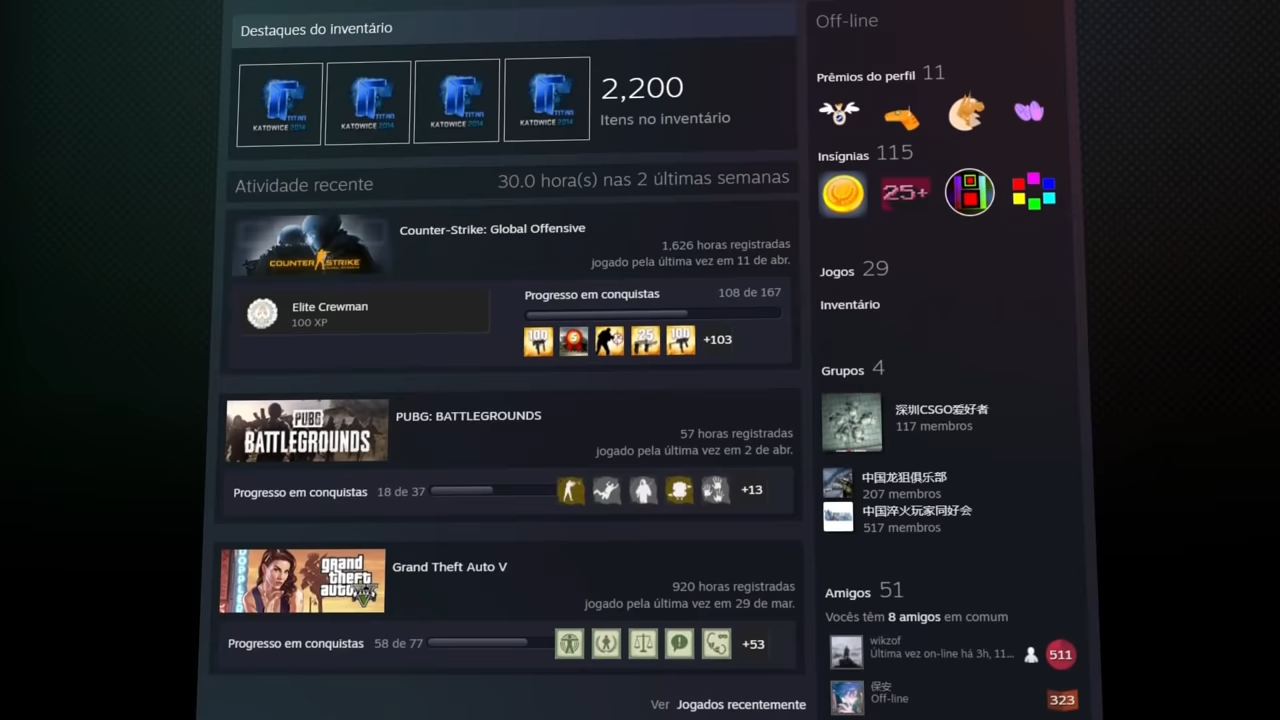 Destaques do inventário
TITAN
KATOWICE 2014
TITAN
KATOWICE 2014
TITAN
KATOWICE 2014
TITAN
KATOWICE 2014
2,200
Itens no inventário
Atividade recente
30.0 hora(s) nas 2 últimas semanas
COUNTER STRIKE
Counter-Strike: Global Offensive
1,626 horas registradas
jogado pela última vez em 11 de abr.
Elite Crewman
100 XP
Progresso em conquistas 108 de 167
100
5
25
100
+103
PUBG
BATTLEGROUNDS
PUBG: BATTLEGROUNDS
57 horas registradas
jogado pela última vez em 2 de abr.
Progresso em conquistas 18 de 37
+13
grand
theft
auto V
Grand Theft Auto V
920 horas registradas
jogado pela última vez em 29 de mar.
Progresso em conquistas 58 de 77
+53
Ver Jogados recentemente
Off-line
Prêmios do perfil 11
Insígnias 115
25+
Jogos 29
Inventário
Grupos 4
深圳CSGO爱好者
117 membros
中国龙狙俱乐部
207 membros
中国淬火玩家同好会
517 membros
Amigos 51
Vocês têm 8 amigos em comum
wikzof
Última vez on-line há 3h, 11...
511
保安
Off-line
323